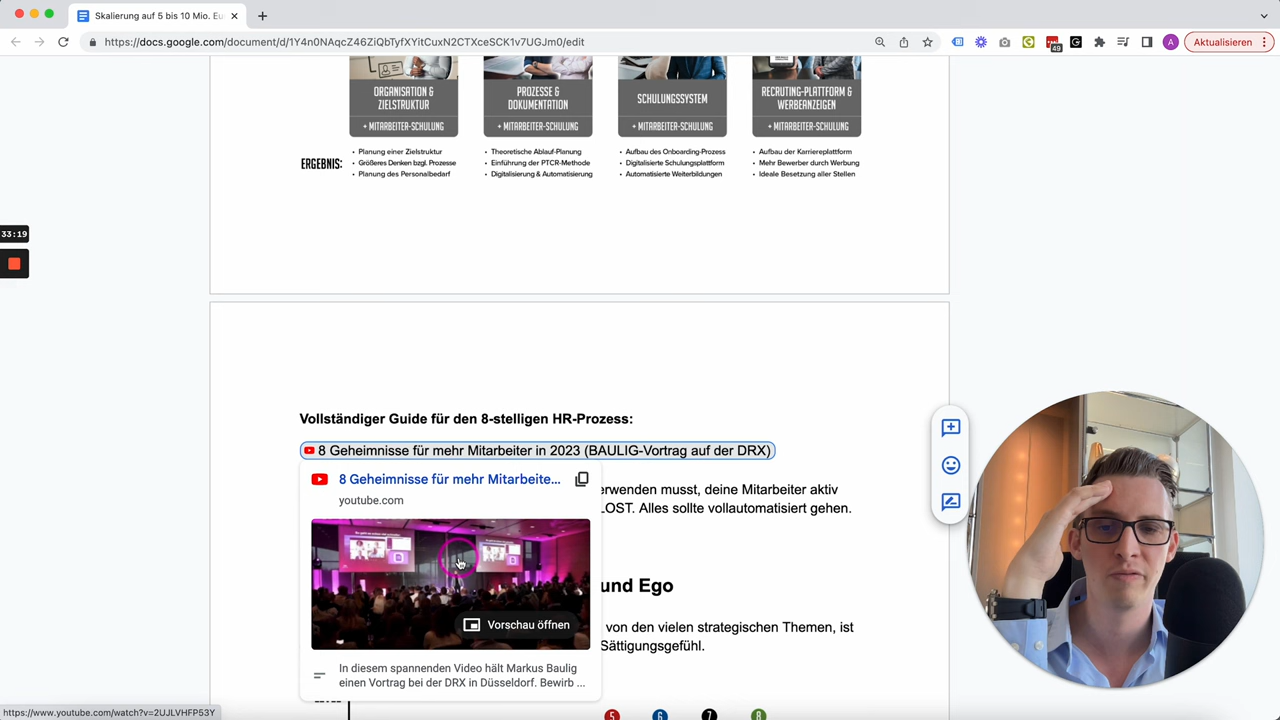 Skalierung auf 5 bis 10 Mio. Eu
https://docs.google.com/document/d/1Y4n0NAqcZ46ZiQbTyfXYitCuxN2CTXceSCK1v7UGJm0/edit
49
A
Aktualisieren
ORGANISATION &
ZIELSTRUKTUR
+ MITARBEITER-SCHULUNG
PROZESSE &
DOKUMENTATION
+ MITARBEITER-SCHULUNG
SCHULUNGSSYSTEM
+ MITARBEITER-SCHULUNG
RECRUTING-PLATTFORM &
WERBEANZEIGEN
+ MITARBEITER-SCHULUNG
ERGEBNIS:
• Planung einer Zielstruktur
• Größeres Denken bzgl. Prozesse
• Planung des Personalbedarf
• Theoretische Ablauf-Planung
• Einführung der PTCR-Methode
• Digitalisierung & Automatisierung
• Aufbau des Onboarding-Prozess
• Digitalisierte Schulungsplattform
• Automatisierte Weiterbildungen
• Aufbau der Karriereplattform
• Mehr Bewerber durch Werbung
• Ideale Besetzung aller Stellen
33:19
Vollständiger Guide für den 8-stelligen HR-Prozess:
8 Geheimnisse für mehr Mitarbeiter in 2023 (BAULIG-Vortrag auf der DRX)
8 Geheimnisse für mehr Mitarbeite...
youtube.com
erwenden musst, deine Mitarbeiter aktiv
LOST. Alles sollte vollautomatisiert gehen.
und Ego
Vorschau öffnen
von den vielen strategischen Themen, ist
Sättigungsgefühl.
In diesem spannenden Video hält Markus Baulig
einen Vortrag bei der DRX in Düsseldorf. Bewirb ...
5 6 7 8
https://www.youtube.com/watch?v=2UJLVHFP53Y